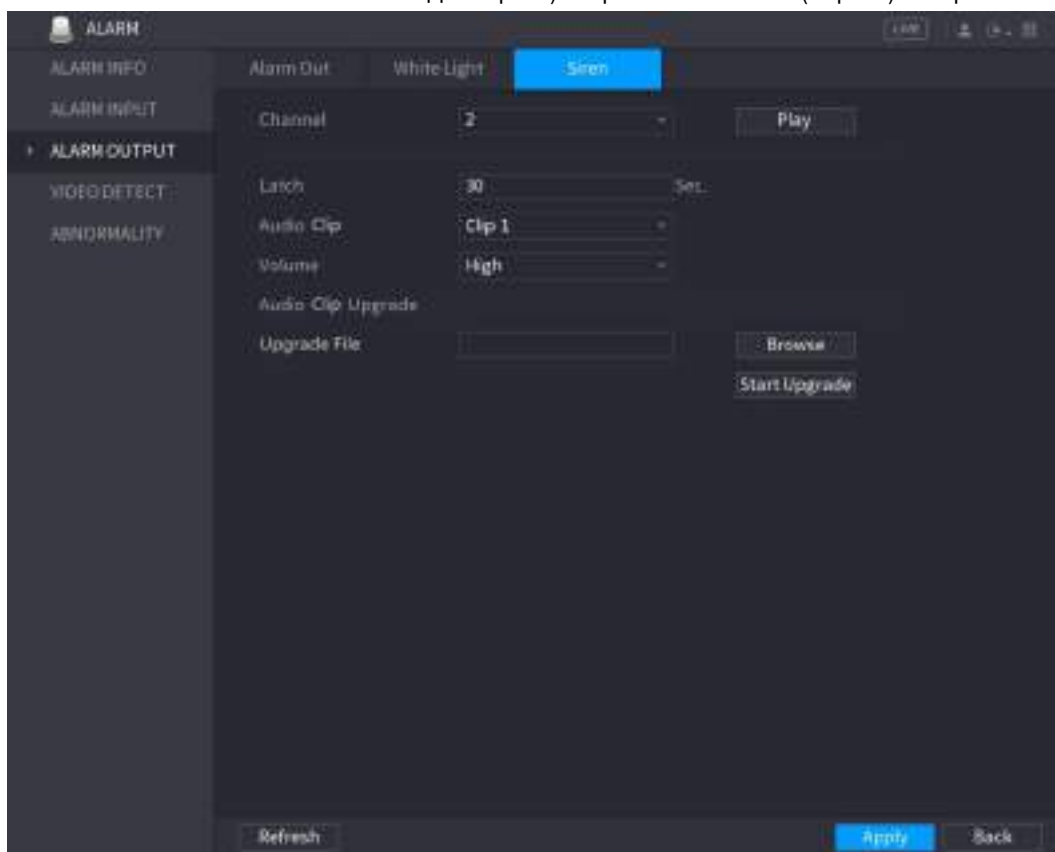 ALARM
LIVE
ALARM INFO
ALARM INPUT
ALARM OUTPUT
VIDEO DETECT
ABNORMALITY
Alarm Out White Light Siren
Channel 2 Play
Latch 30 Sec.
Audio Clip Clip 1
Volume High
Audio Clip Upgrade
Upgrade File Browse
Start Upgrade
Refresh Apply Back